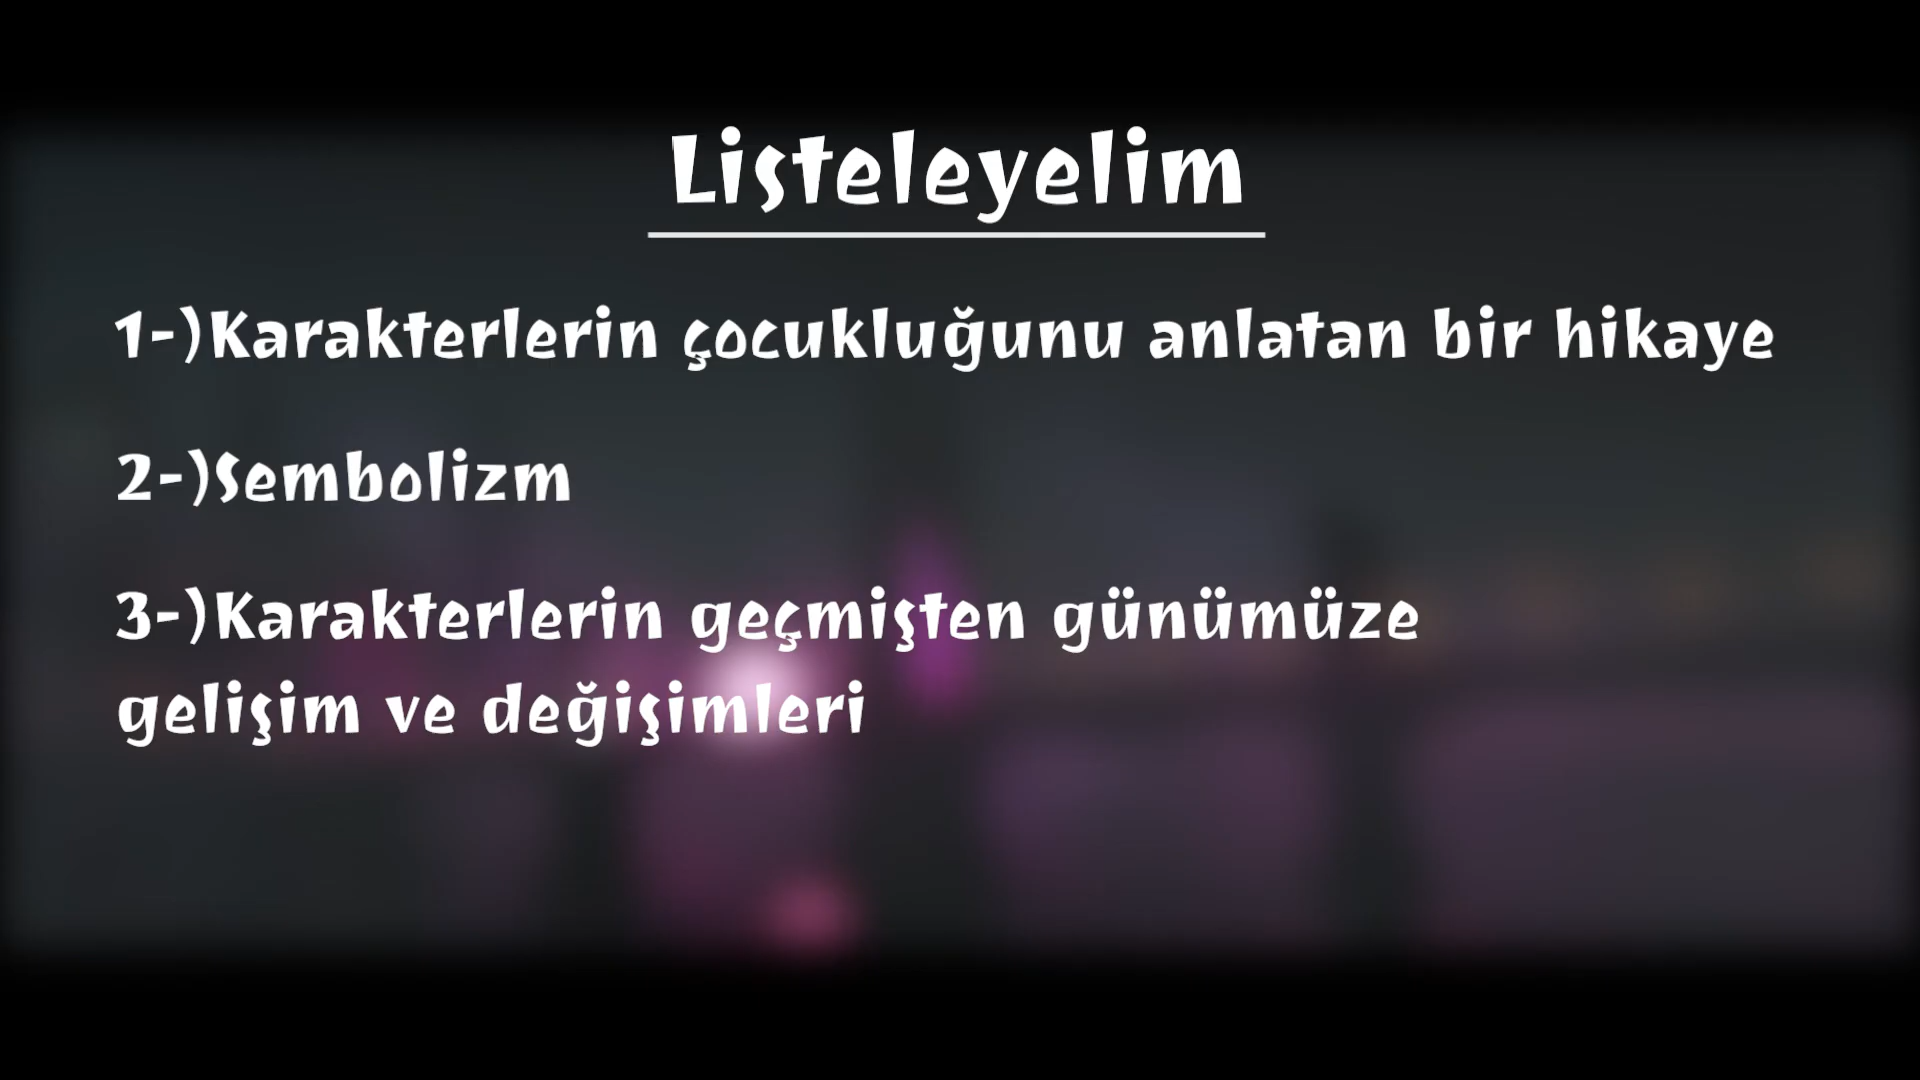 Listeleyelim
1-)Karakterlerin çocukluğunu anlatan bir hikaye
2-)Sembolizm
3-)Karakterlerin geçmişten günümüze
gelişim ve değişimleri